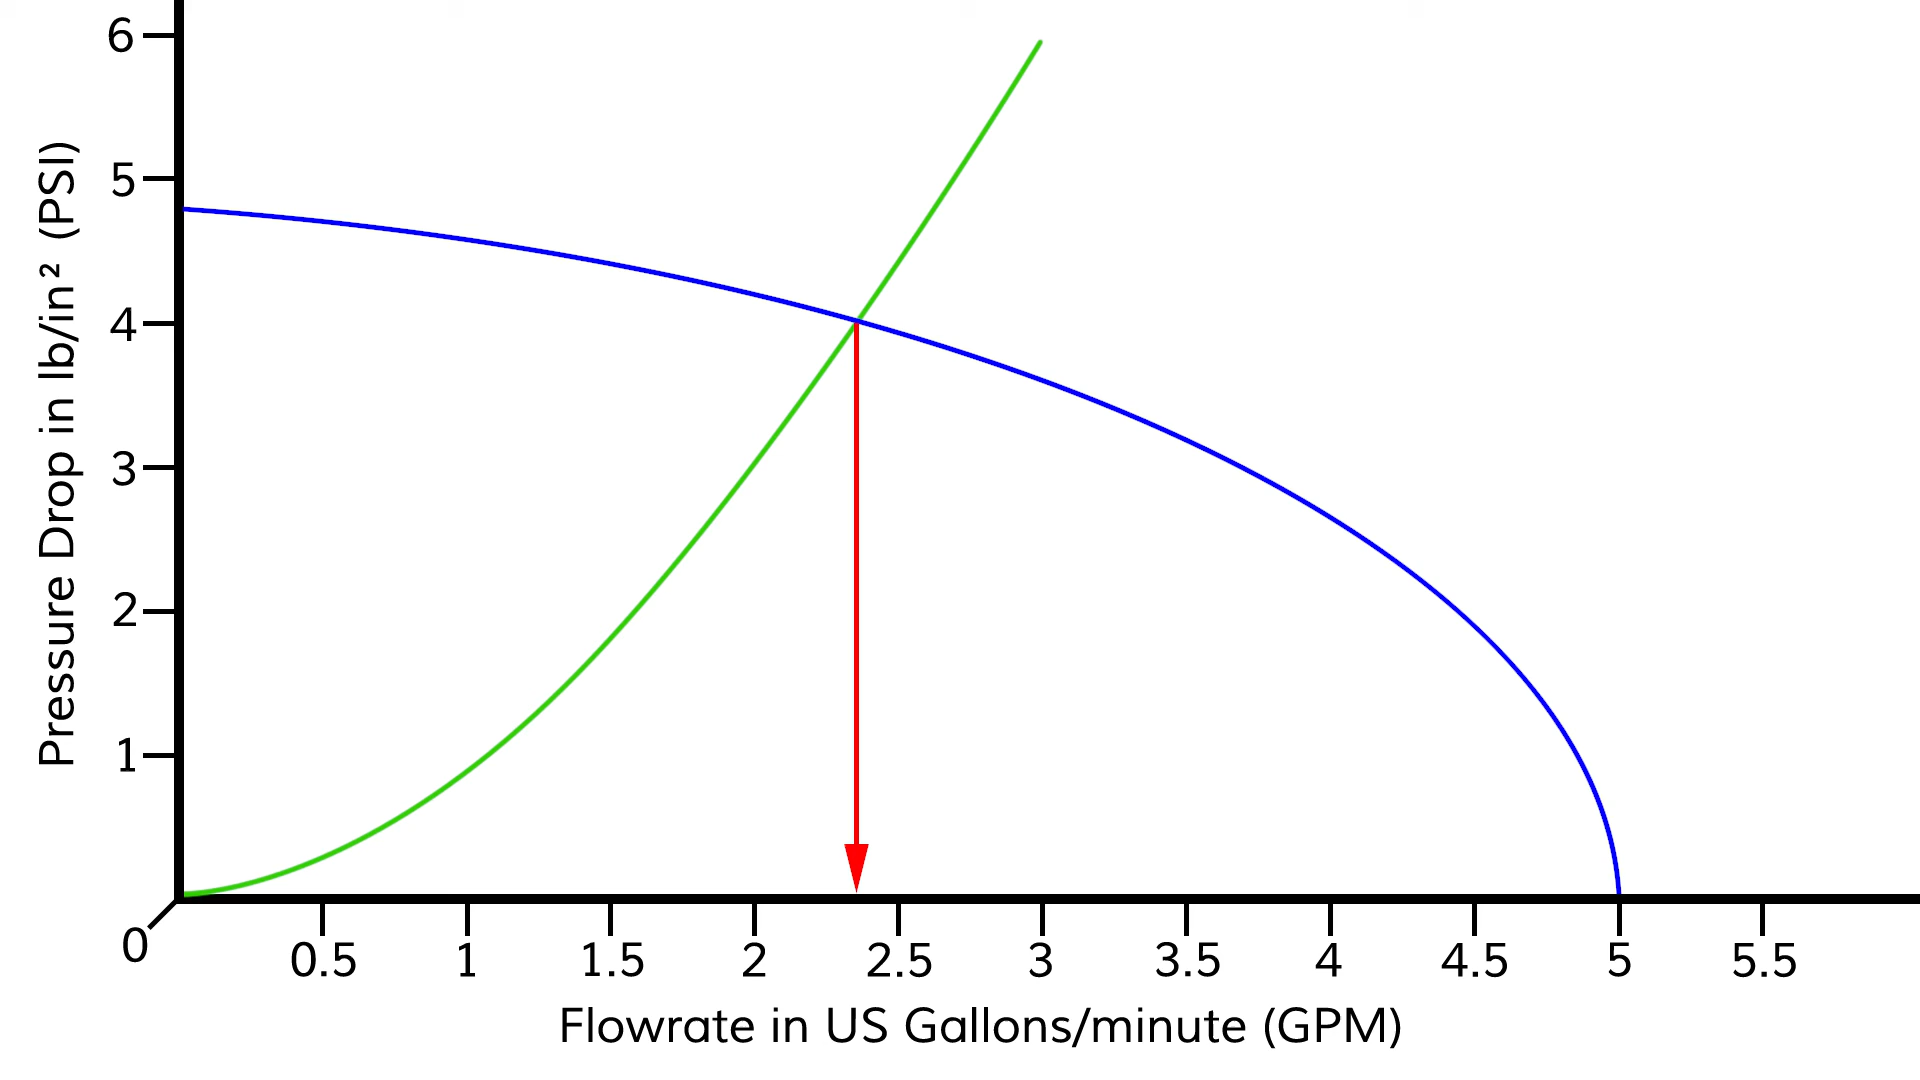 6
5
4
3
2
1
0
Pressure Drop in lb/in² (PSI)
0.5 1 1.5 2 2.5 3 3.5 4 4.5 5 5.5
Flowrate in US Gallons/minute (GPM)